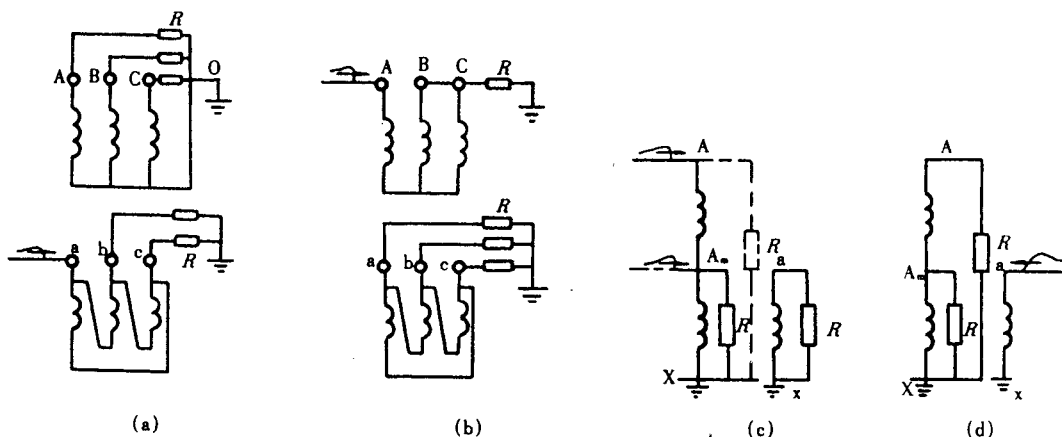 R
A B C O
a b c
R
(a)
A B C R
R
a b c
(b)
A
R
Am a
R R
X x
(c)
A
R
a
Am
R
X x
(d)